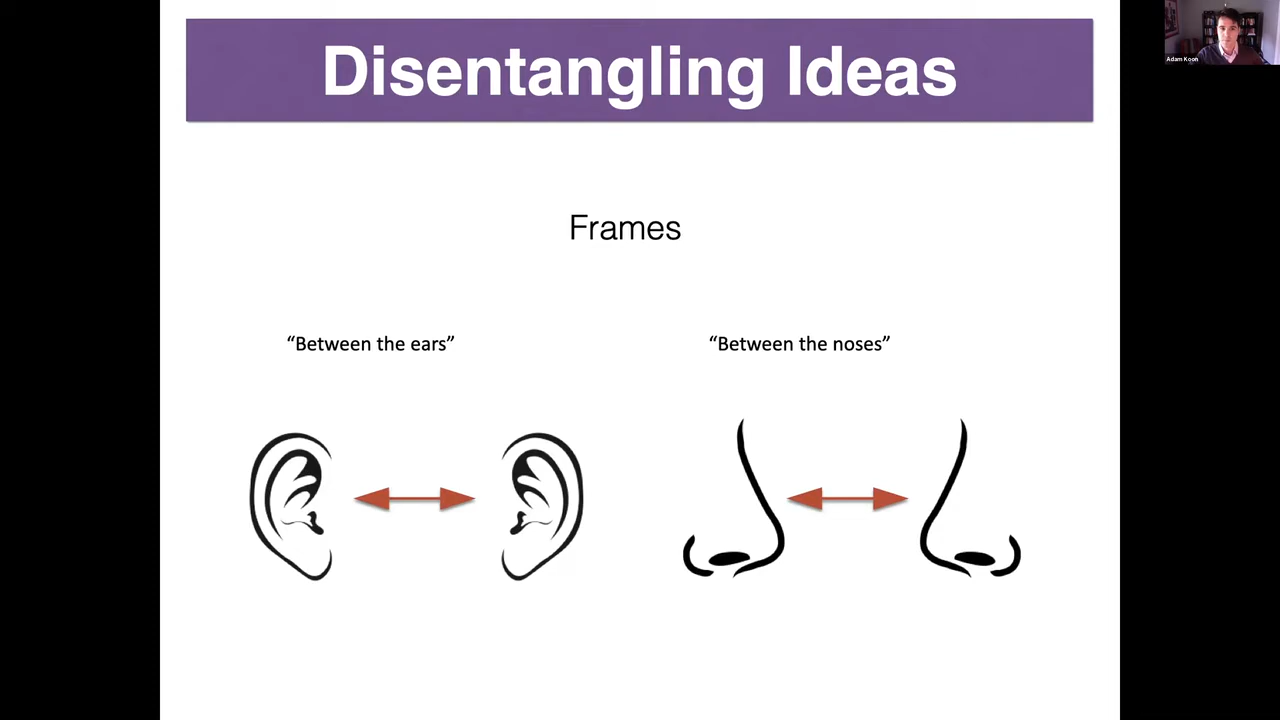 Disentangling Ideas
Adam Koon
Frames
“Between the ears”
“Between the noses”